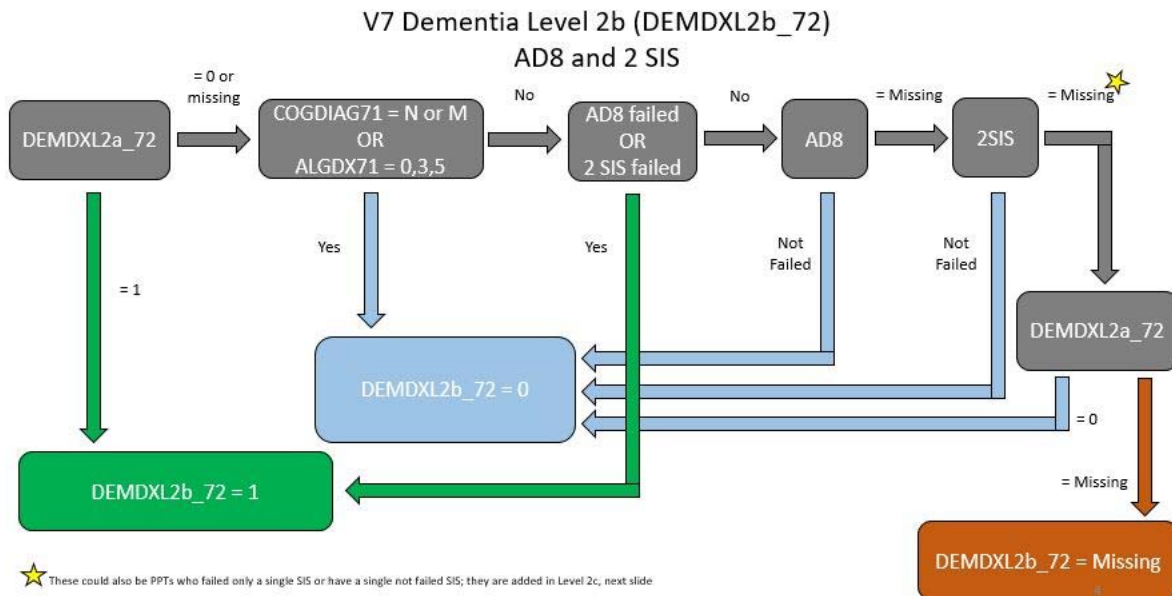 V7 Dementia Level 2b (DEMDXL2b_72)
AD8 and 2 SIS
= 0 or
missing
No
No
= Missing
= Missing
DEMDXL2a_72
COGDIAG71 = N or M
OR
ALGDX71 = 0,3,5
AD8 failed
OR
2 SIS failed
AD8
2SIS
= 1
Yes
Yes
Not
Failed
Not
Failed
DEMDXL2a_72
DEMDXL2b_72 = 0
= 0
DEMDXL2b_72 = 1
= Missing
DEMDXL2b_72 = Missing
These could also be PPTs who failed only a single SIS or have a single not failed SIS; they are added in Level 2c, next slide
4